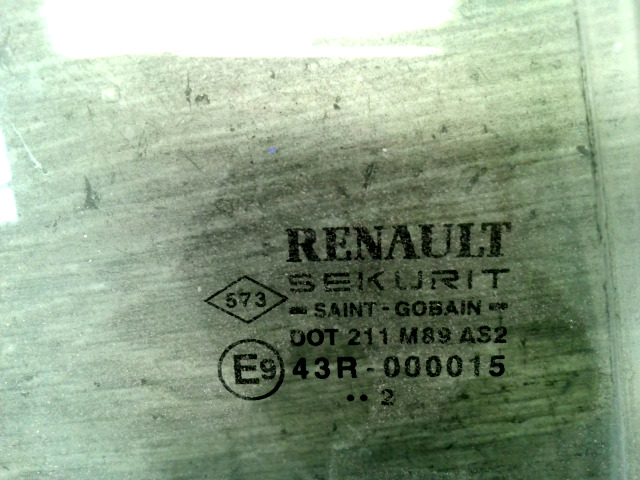 RENAULT
SEKURIT
573
SAINT-GOBAIN
DOT 211 M89 AS2
E9 43R-000015
•• 2